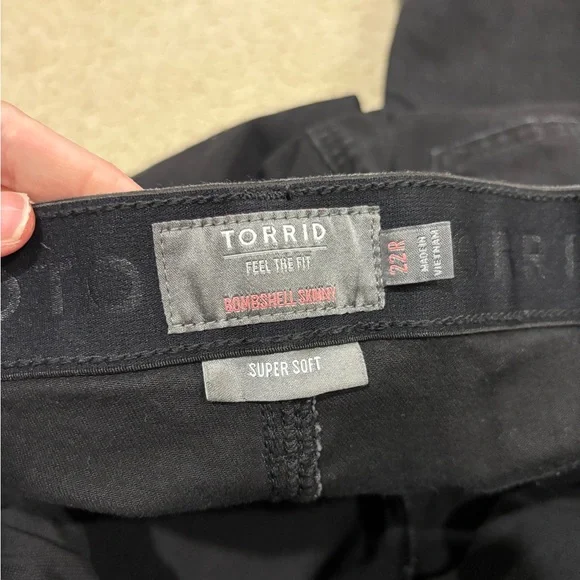 TORRID
FEEL THE FIT
BOMBSHELL SKINNY
22R
MADE IN
VIETNAM
SUPER SOFT